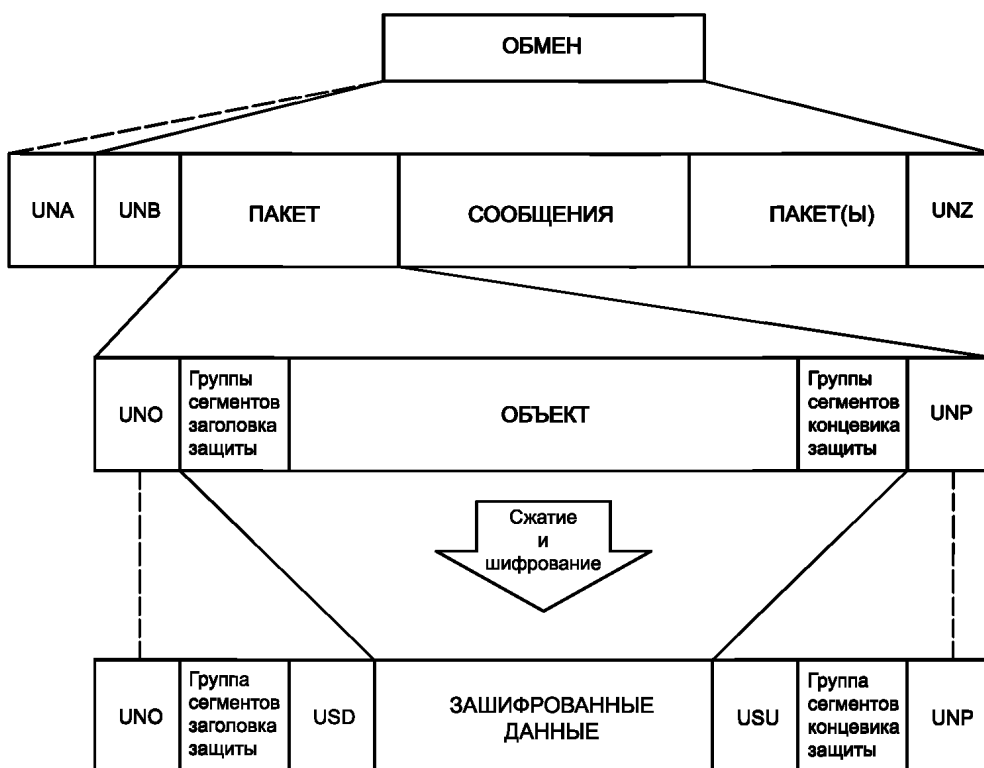 ОБМЕН
UNA
UNB
ПАКЕТ
СООБЩЕНИЯ
ПАКЕТ(Ы)
UNZ
UNO
Группы
сегментов
заголовка
защиты
ОБЪЕКТ
Группы
сегментов
концевика
защиты
UNP
Сжатие
и
шифрование
UNO
Группа
сегментов
заголовка
защиты
USD
ЗАШИФРОВАННЫЕ
ДАННЫЕ
USU
Группа
сегментов
концевика
защиты
UNP